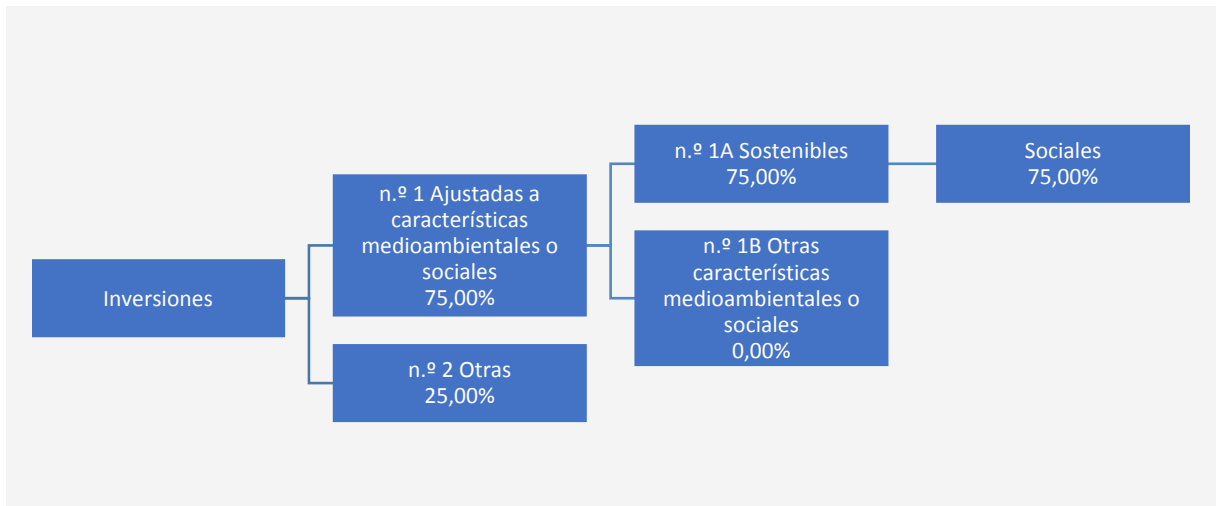 Inversiones
n.º 1 Ajustadas a
características
medioambientales o
sociales
75,00%
n.º 2 Otras
25,00%
n.º 1A Sostenibles
75,00%
n.º 1B Otras
características
medioambientales o
sociales
0,00%
Sociales
75,00%